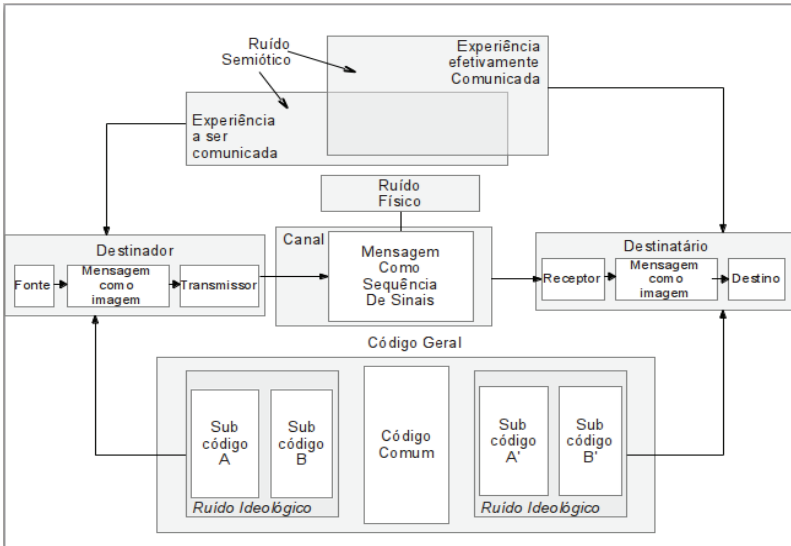 Ruído
Semiótico
Experiência
efetivamente
Comunicada
Experiência
a ser
comunicada
Ruído
Físico
Destinador
Fonte
Mensagem
como
imagem
Transmissor
Canal
Mensagem
Como
Sequência
De Sinais
Destinatário
Receptor
Mensagem
como
imagem
Destino
Código Geral
Sub
código
A
Sub
código
B
Ruído Ideológico
Código
Comum
Sub
código
A'
Sub
código
B'
Ruído Ideológico